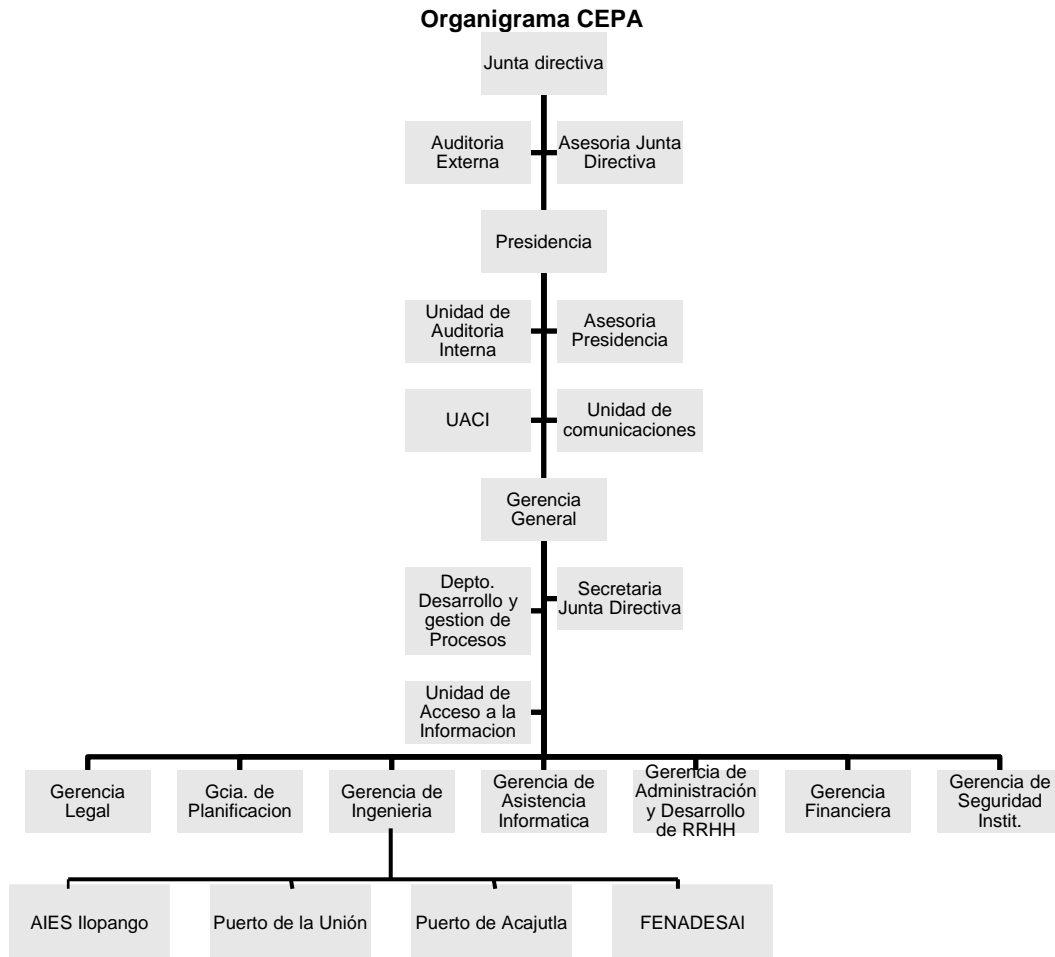 Organigrama CEPA
Junta directiva
Auditoria
Externa
Asesoria Junta
Directiva
Presidencia
Unidad de
Auditoria
Interna
Asesoria
Presidencia
UACI
Unidad de
comunicaciones
Gerencia
General
Depto.
Desarrollo y
gestion de
Procesos
Secretaria
Junta Directiva
Unidad de
Acceso a la
Informacion
Gerencia
Legal
Gcia. de
Planificacion
Gerencia de
Ingenieria
Gerencia de
Asistencia
Informatica
Gerencia de
Administración
y Desarrollo
de RRHH
Gerencia
Financiera
Gerencia de
Seguridad
Instit.
AIES Ilopango
Puerto de la Unión
Puerto de Acajutla
FENADESAI